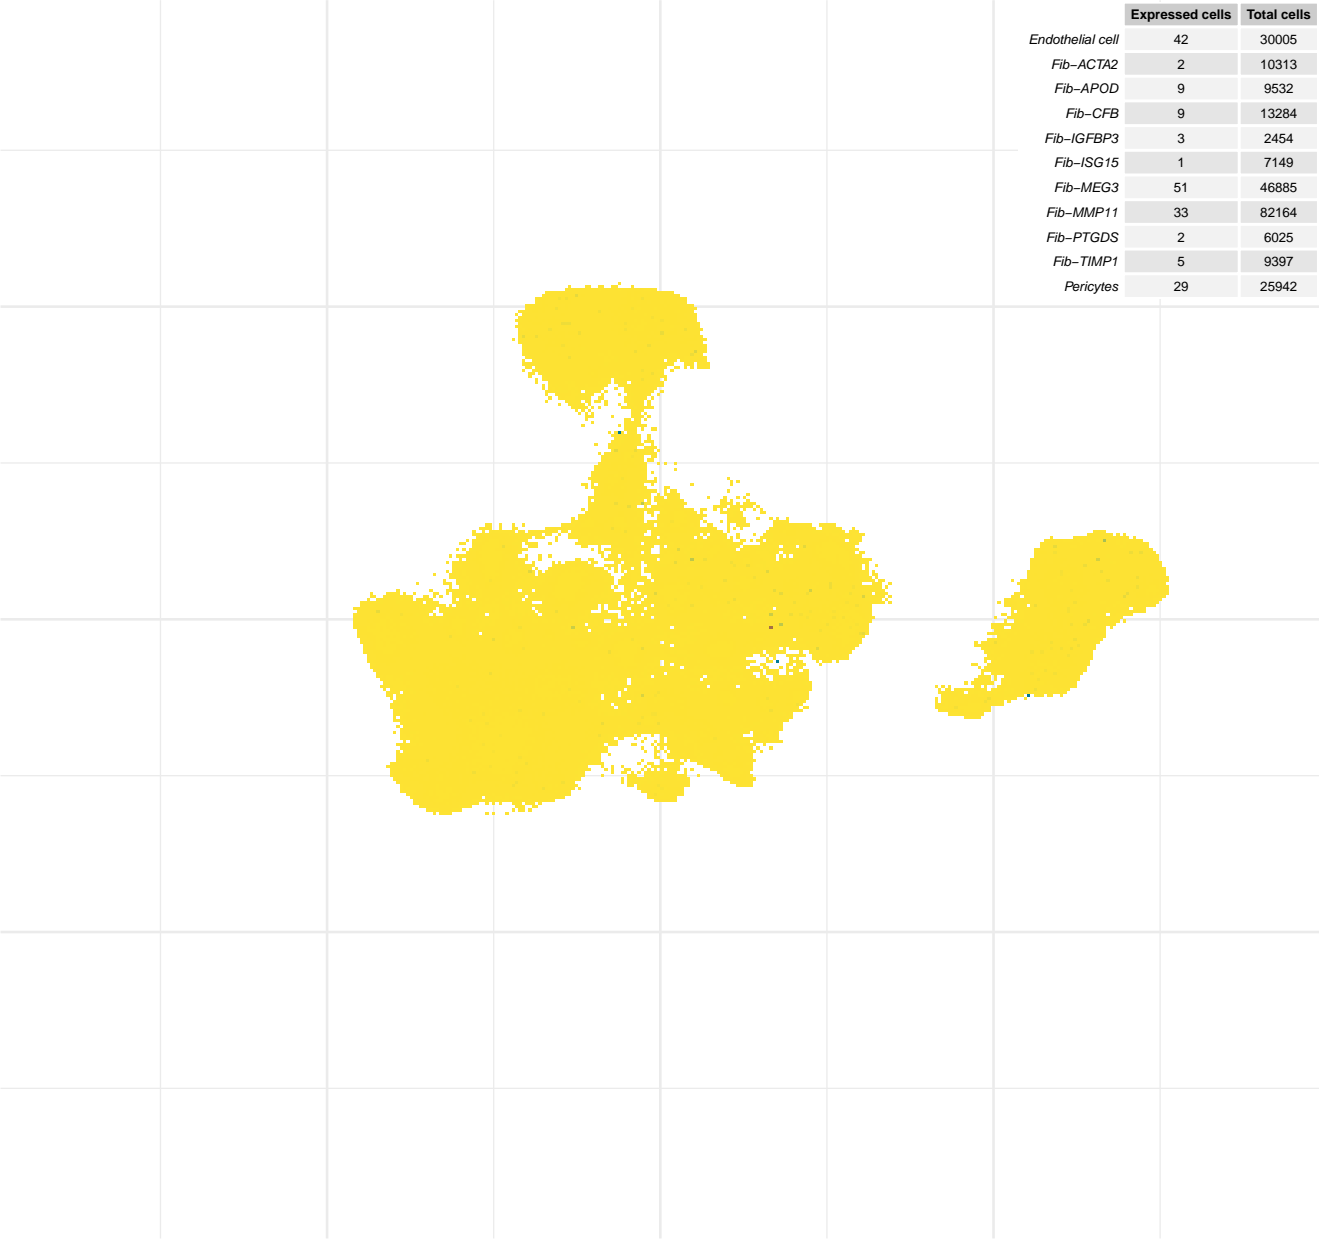 Expressed cells Total cells
Endothelial cell 42 30005
Fib−ACTA2 2 10313
Fib−APOD 9 9532
Fib−CFB 9 13284
Fib−IGFBP3 3 2454
Fib−ISG15 1 7149
Fib−MEG3 51 46885
Fib−MMP11 33 82164
Fib−PTGDS 2 6025
Fib−TIMP1 5 9397
Pericytes 29 25942